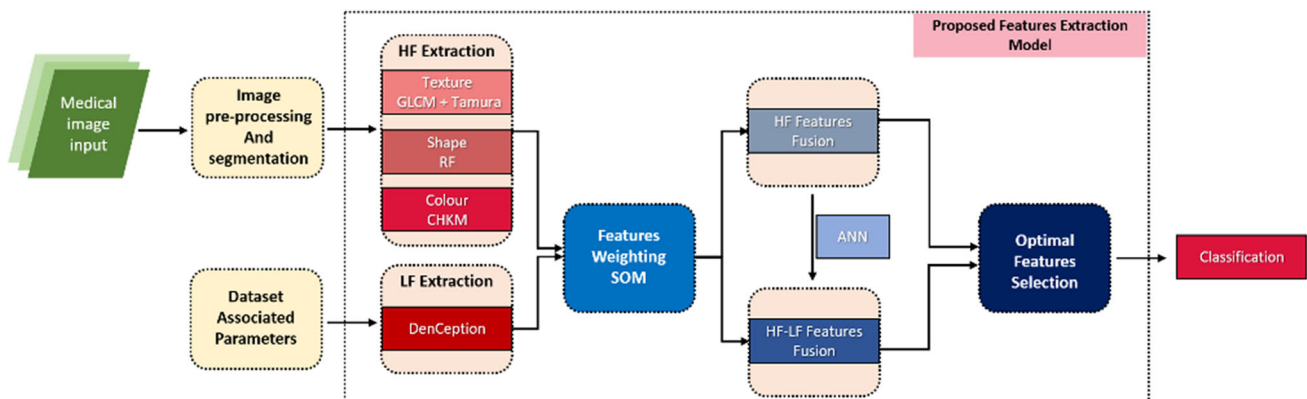 Proposed Features Extraction
Model
Medical
image
input
Image
pre-processing
And
segmentation
HF Extraction
Texture
GLCM + Tamura
Shape
RF
Colour
CHKM
Dataset
Associated
Parameters
LF Extraction
DenCeption
Features
Weighting
SOM
HF Features
Fusion
ANN
HF-LF Features
Fusion
Optimal
Features
Selection
Classification